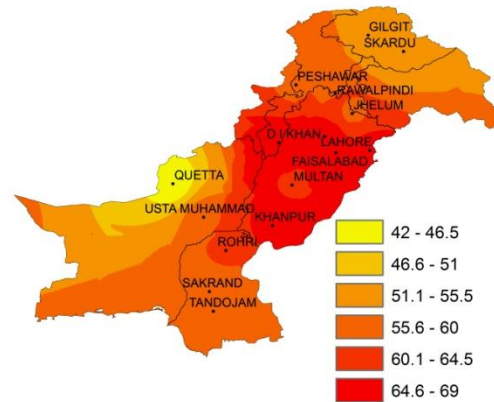 GILGIT
SKARDU
PESHAWAR
RAWALPINDI
JHELUM
D I KHAN
LAHORE
FAISALABAD
MULTAN
QUETTA
USTA MUHAMMAD
KHANPUR
ROHRI
SAKRAND
TANDOJAM
42 - 46.5
46.6 - 51
51.1 - 55.5
55.6 - 60
60.1 - 64.5
64.6 - 69